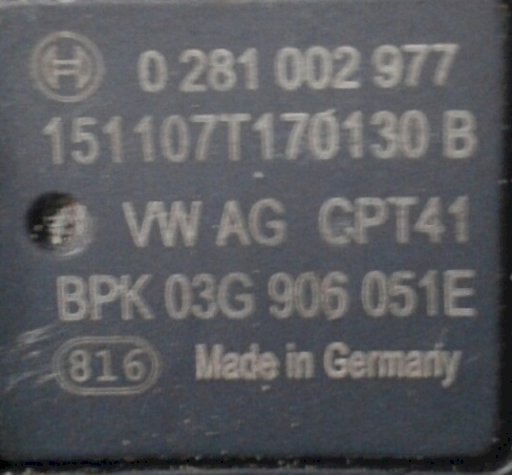 0 281 002 977
151107T170130 B
VW AG CPT41
BPK 03G 906 051E
816 Made in Germany